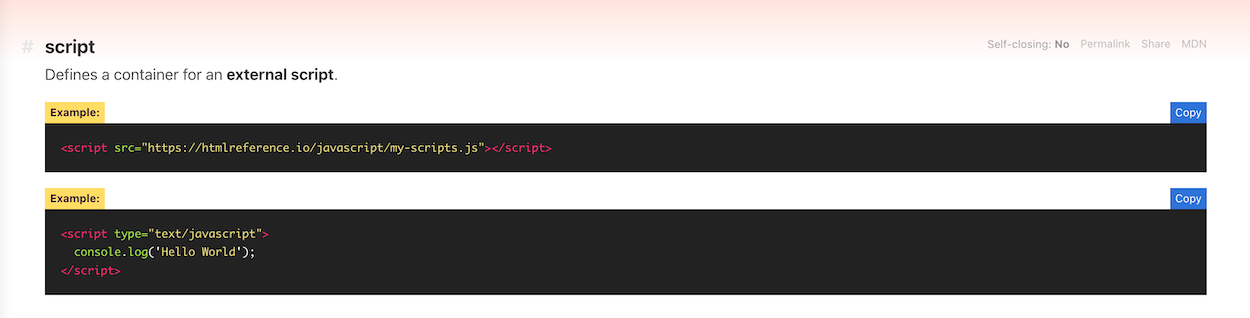 # script
Self-closing: No Permalink Share MDN
Defines a container for an external script.
Example:
Copy
<script src="https://htmlreference.io/javascript/my-scripts.js"></script>
Example:
Copy
<script type="text/javascript">
  console.log('Hello World');
</script>